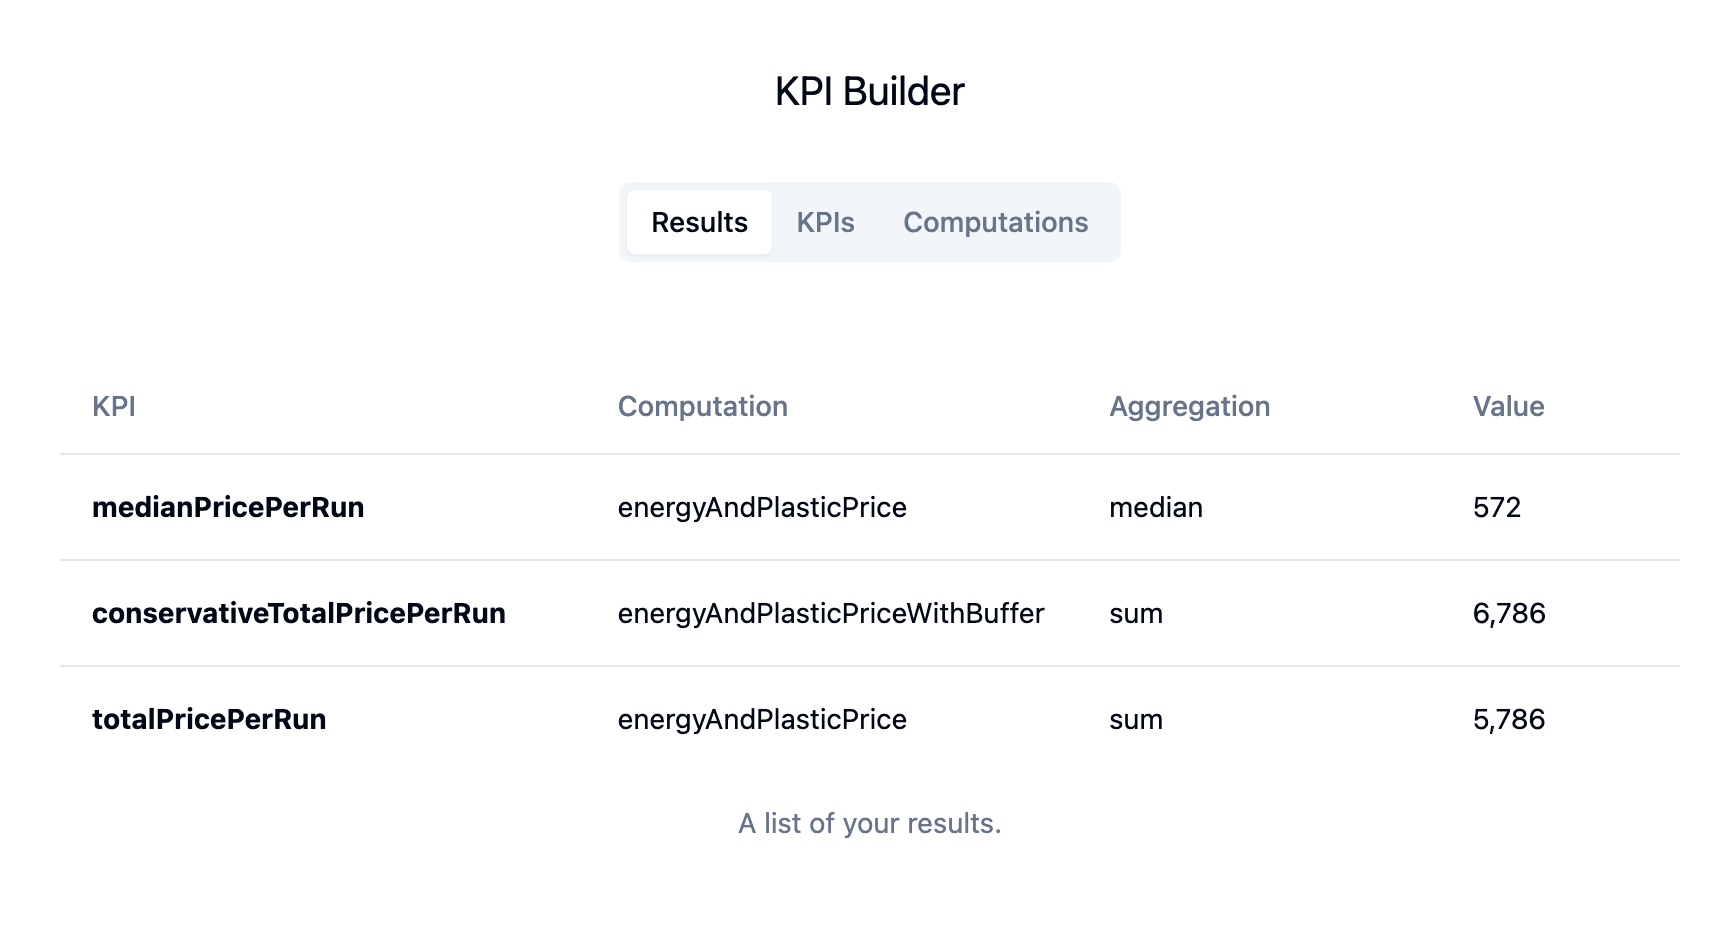 KPI Builder
Results KPIs Computations
KPI Computation Aggregation Value
medianPricePerRun energyAndPlasticPrice median 572
conservativeTotalPricePerRun energyAndPlasticPriceWithBuffer sum 6,786
totalPricePerRun energyAndPlasticPrice sum 5,786
A list of your results.